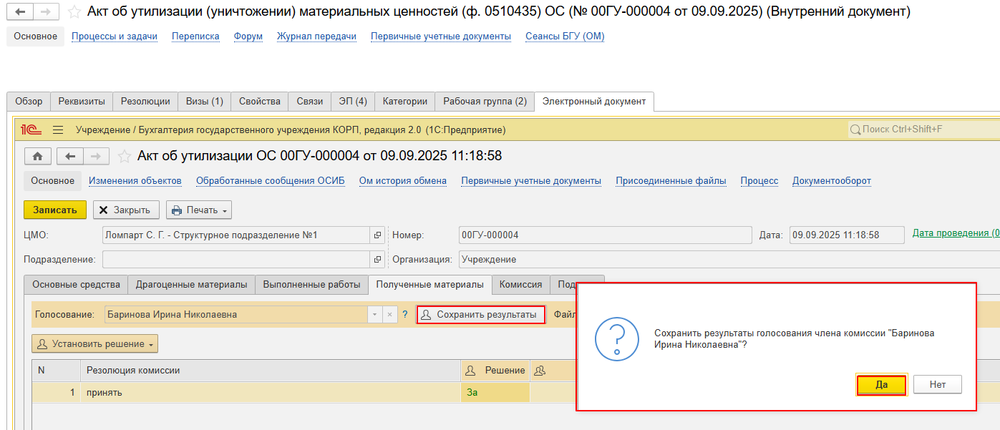 Акт об утилизации (уничтожении) материальных ценностей (ф. 0510435) ОС (№ 00ГУ-000004 от 09.09.2025) (Внутренний документ)
Основное Процессы и задачи Переписка Форум Журнал передачи Первичные учетные документы Сеансы БГУ (ОМ)
Обзор Реквизиты Резолюции Визы (1) Свойства Связи ЭП (4) Категории Рабочая группа (2) Электронный документ
1С Учреждение / Бухгалтерия государственного учреждения КОРП, редакция 2.0 (1С:Предприятие) Поиск Ctrl+Shift+F
Акт об утилизации ОС 00ГУ-000004 от 09.09.2025 11:18:58
Основное Изменения объектов Обработанные сообщения ОСИБ Ом история обмена Первичные учетные документы Присоединенные файлы Процесс Документооборот
Записать Закрыть Печать
ЦМО: Ломпарт С. Г. - Структурное подразделение №1 Номер: 00ГУ-000004 Дата: 09.09.2025 11:18:58 Дата проведения (0
Подразделение: Организация: Учреждение
Основные средства Драгоценные материалы Выполненные работы Полученные материалы Комиссия Под
Голосование: Баринова Ирина Николаевна ? Сохранить результаты Файл
Установить решение
N Резолюция комиссии Решение
1 принять За
Сохранить результаты голосования члена комиссии "Баринова
Ирина Николаевна"?
Да Нет